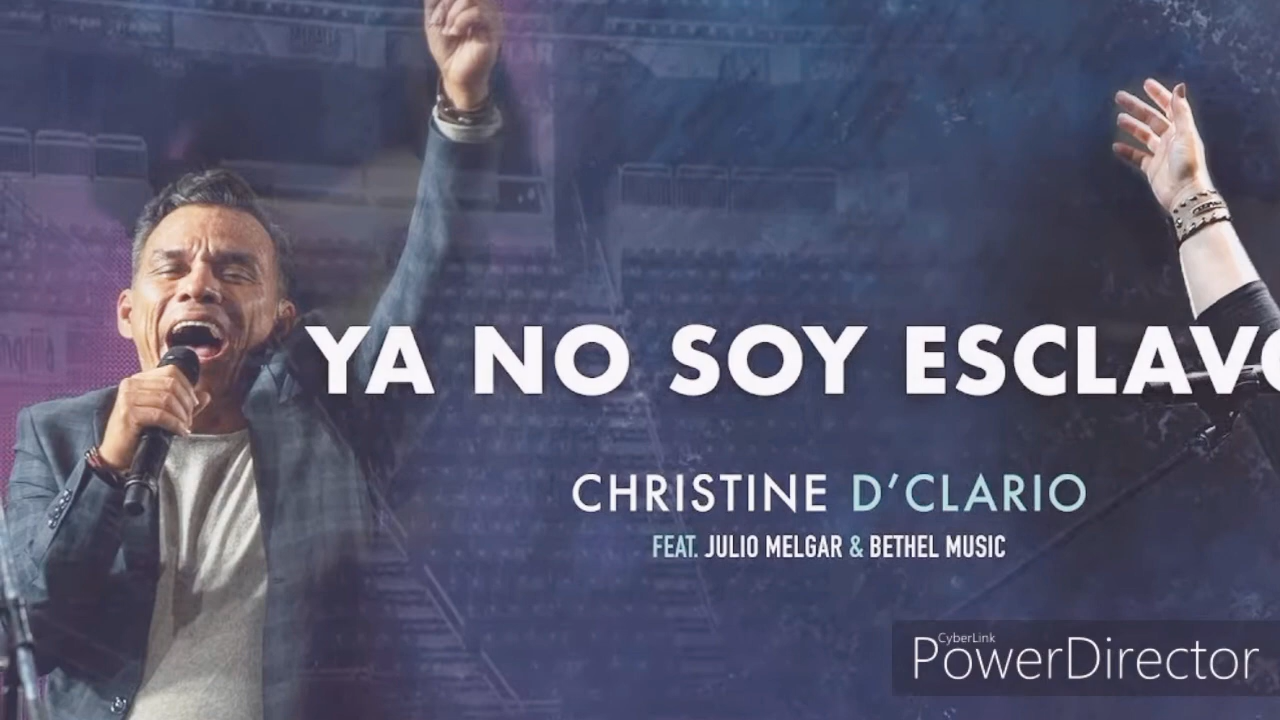 YA NO SOY ESCLAVO
CHRISTINE D'CLARIO
FEAT. JULIO MELGAR & BETHEL MUSIC
CyberLink
PowerDirector